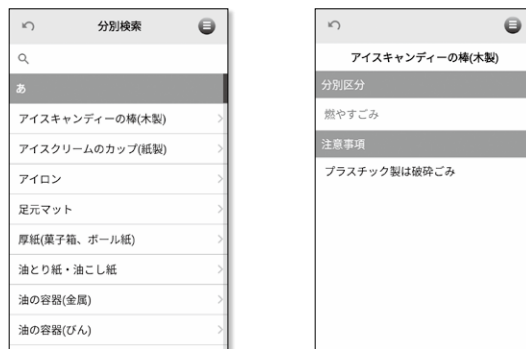 分別検索
あ
アイスキャンディーの棒(木製)
アイスクリームのカップ(紙製)
アイロン
足元マット
厚紙(菓子箱、ボール紙)
油とり紙・油こし紙
油の容器(金属)
油の容器(びん)
アイスキャンディーの棒(木製)
分別区分
燃やすごみ
注意事項
プラスチック製は破砕ごみ